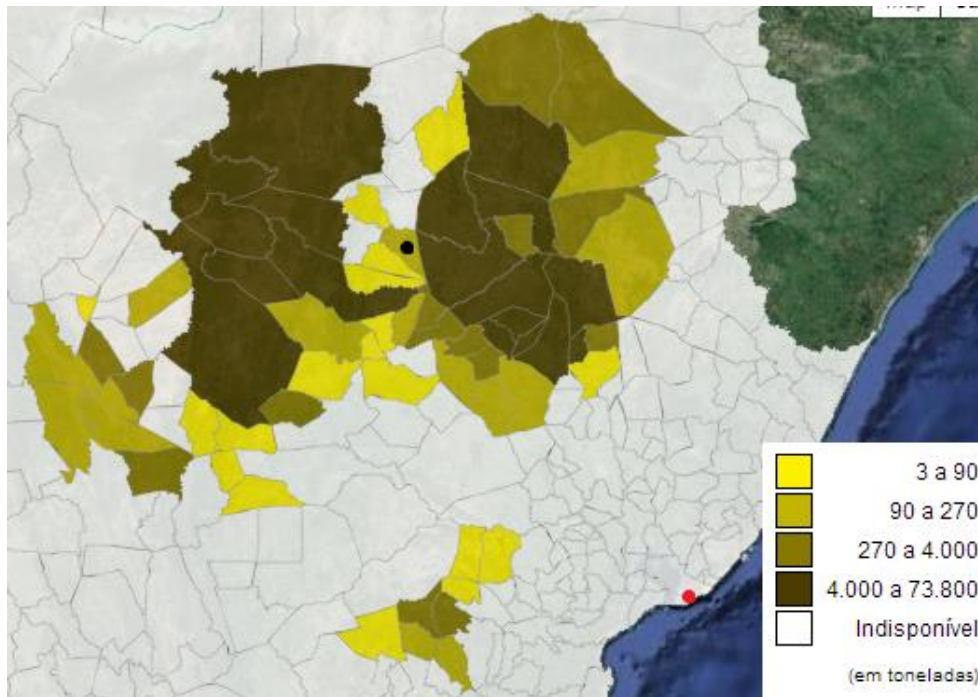 3 a 90
90 a 270
270 a 4.000
4.000 a 73.800
Indisponível
(em toneladas)